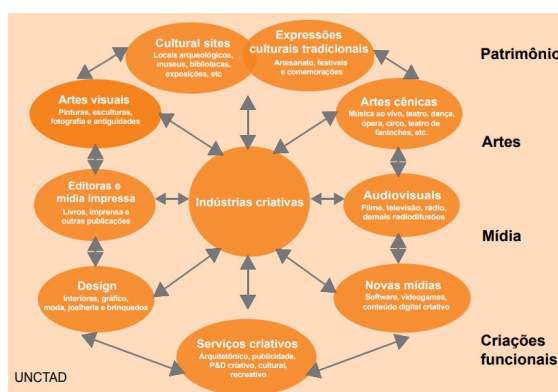 Cultural sites
Locais arqueológicos,
museus, bibliotecas,
exposições, etc
Expressões
culturais tradicionais
Artesanato, festivais
e comemorações
Patrimônio
Artes visuais
Pinturas, esculturas,
fotografia e antiguidades
Artes cênicas
Música ao vivo, teatro, dança,
ópera, circo, teatro de
fantoches, etc.
Artes
Editoras e
mídia impressa
Livros, imprensa e
outras publicações
Indústrias criativas
Audiovisuals
Filme, televisão, rádio,
demais radiodifusões
Mídia
Design
Interiores, gráfico,
moda, joalheria e brinquedos
Novas mídias
Software, videogames,
conteúdo digital criativo
Serviços criativos
Arquitetônico, publicidade,
P&D criativo, cultural,
recreativo
Criações
funcionais
UNCTAD